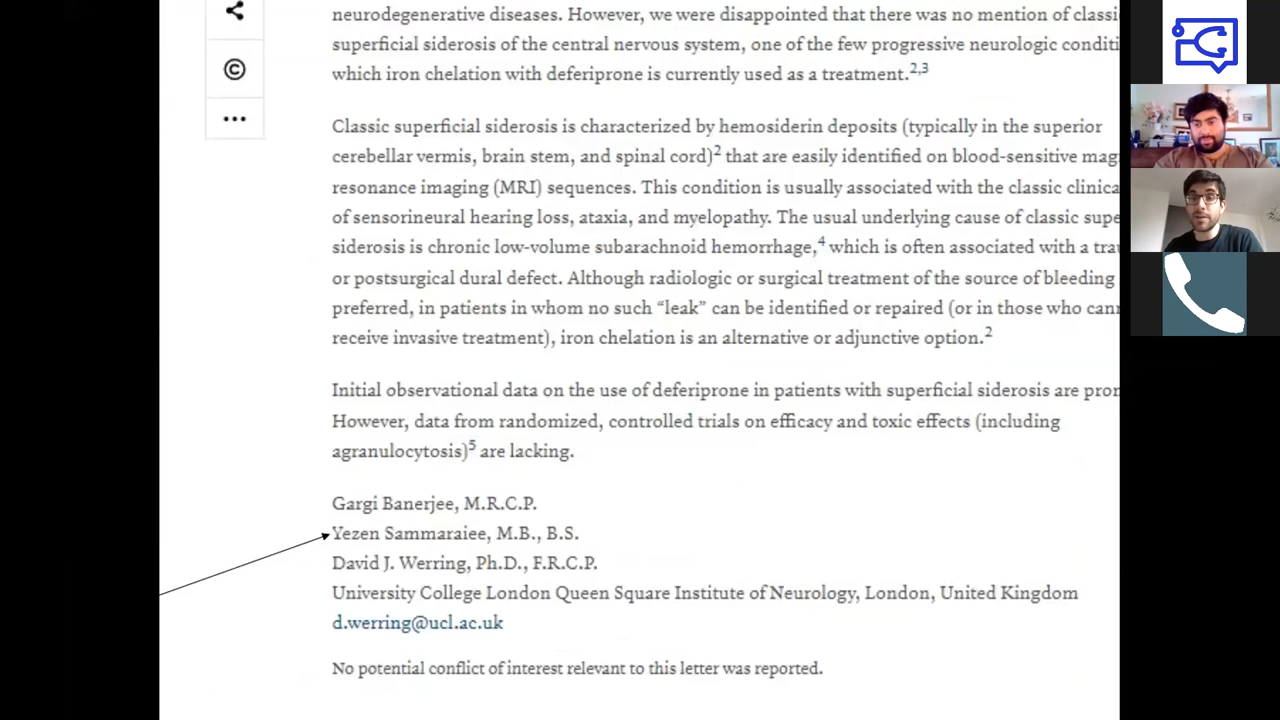 neurodegenerative diseases. However, we were disappointed that there was no mention of classi
superficial siderosis of the central nervous system, one of the few progressive neurologic conditi
which iron chelation with deferiprone is currently used as a treatment.2,3
Classic superficial siderosis is characterized by hemosiderin deposits (typically in the superior
cerebellar vermis, brain stem, and spinal cord)2 that are easily identified on blood-sensitive mag
resonance imaging (MRI) sequences. This condition is usually associated with the classic clinica
of sensorineural hearing loss, ataxia, and myelopathy. The usual underlying cause of classic supe
siderosis is chronic low-volume subarachnoid hemorrhage,4 which is often associated with a trau
or postsurgical dural defect. Although radiologic or surgical treatment of the source of bleeding
preferred, in patients in whom no such “leak” can be identified or repaired (or in those who cann
receive invasive treatment), iron chelation is an alternative or adjunctive option.2
Initial observational data on the use of deferiprone in patients with superficial siderosis are pron
However, data from randomized, controlled trials on efficacy and toxic effects (including
agranulocytosis)5 are lacking.
Gargi Banerjee, M.R.C.P.
Yezen Sammaraiee, M.B., B.S.
David J. Werring, Ph.D., F.R.C.P.
University College London Queen Square Institute of Neurology, London, United Kingdom
d.werring@ucl.ac.uk
No potential conflict of interest relevant to this letter was reported.